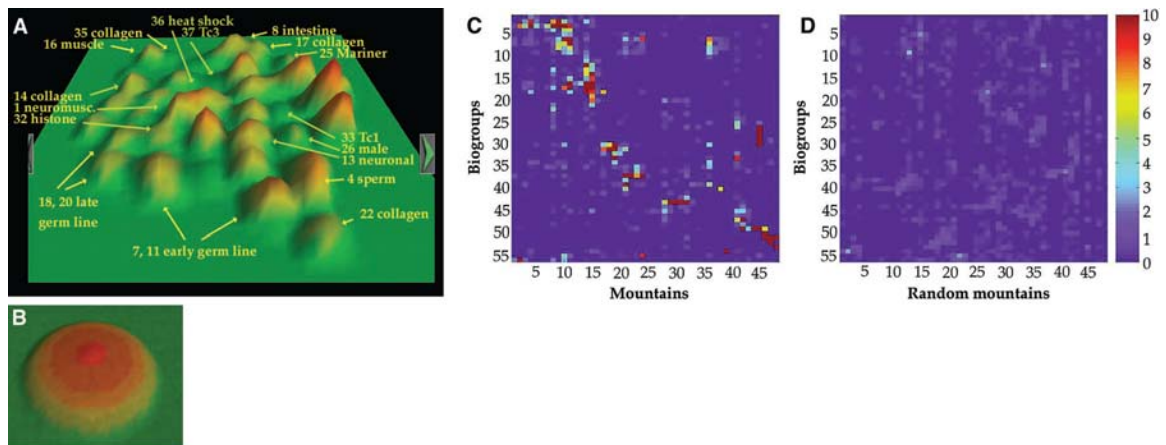 A
36 heat shock
35 collagen
37 Tc3
8 intestine
16 muscle
17 collagen
25 Mariner
14 collagen
1 neuromusc.
32 histone
33 Tc1
26 male
13 neuronal
4 sperm
18, 20 late
germ line
22 collagen
7, 11 early germ line
B
C
Biogroups
5
10
15
20
25
30
35
40
45
50
55
5 10 15 20 25 30 35 40 45
Mountains
D
Biogroups
5
10
15
20
25
30
35
40
45
50
55
5 10 15 20 25 30 35 40 45
Random mountains
10
9
8
7
6
5
4
3
2
1
0